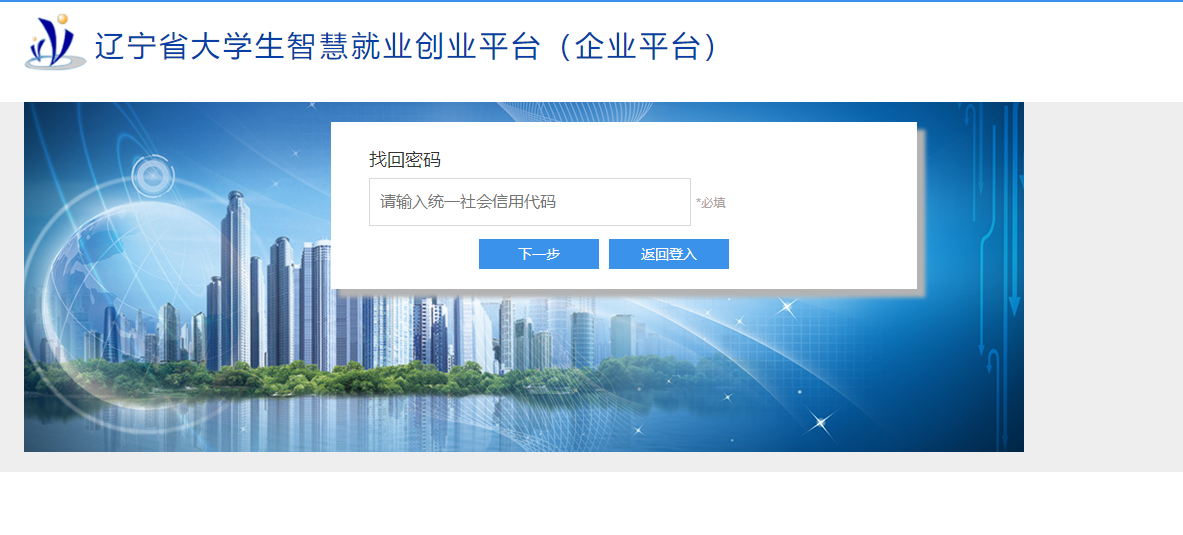 辽宁省大学生智慧就业创业平台（企业平台）
找回密码
请输入统一社会信用代码 *必填
下一步 返回登入